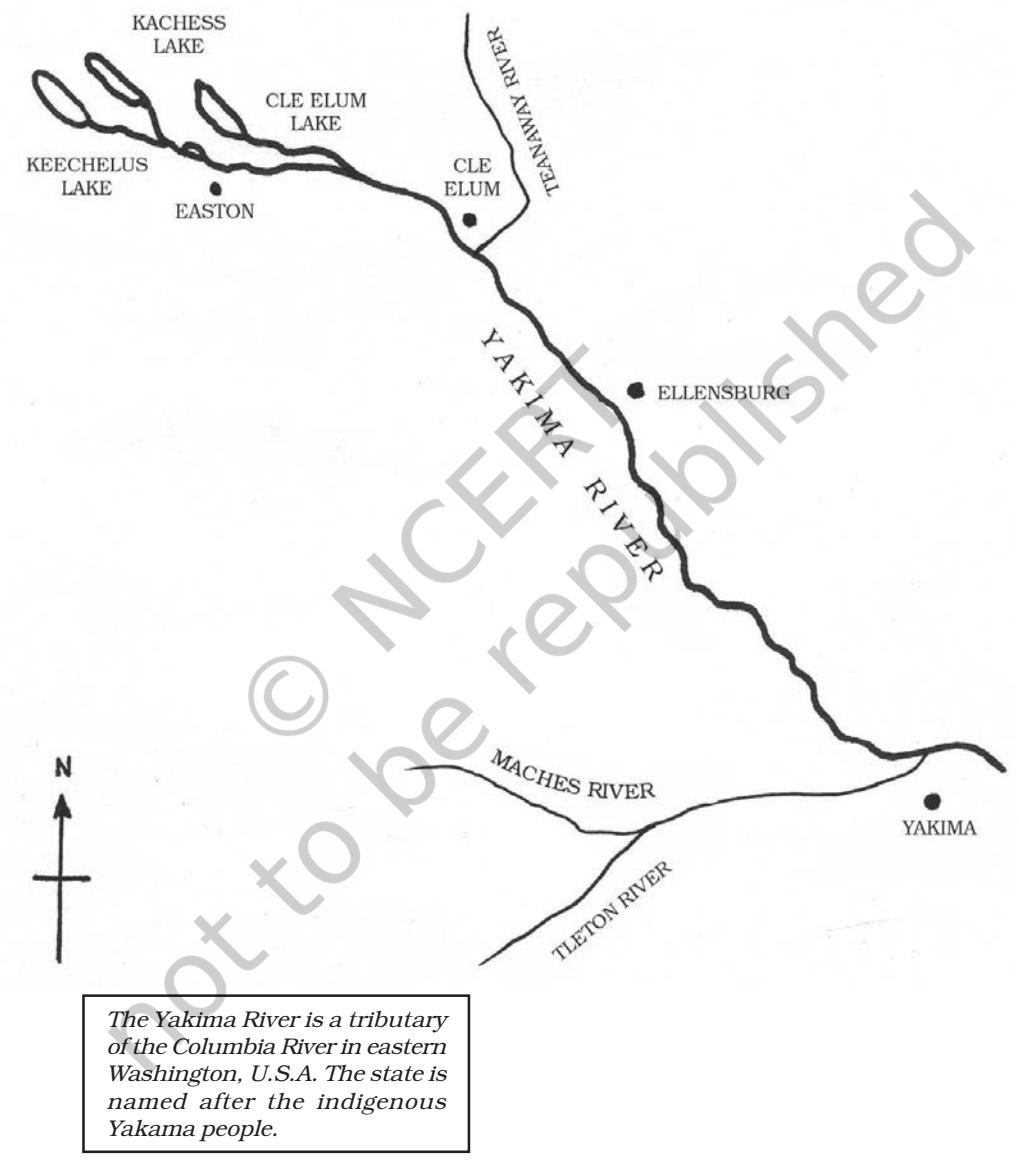 KACHESS
LAKE
CLE ELUM
LAKE
TEANAWAY RIVER
KEECHELUS
LAKE
EASTON
CLE
ELUM
YAKIMA RIVER
ELLENSBURG
© NCERT
not to be republished
N
MACHES RIVER
YAKIMA
TLETON RIVER
The Yakima River is a tributary
of the Columbia River in eastern
Washington, U.S.A. The state is
named after the indigenous
Yakama people.